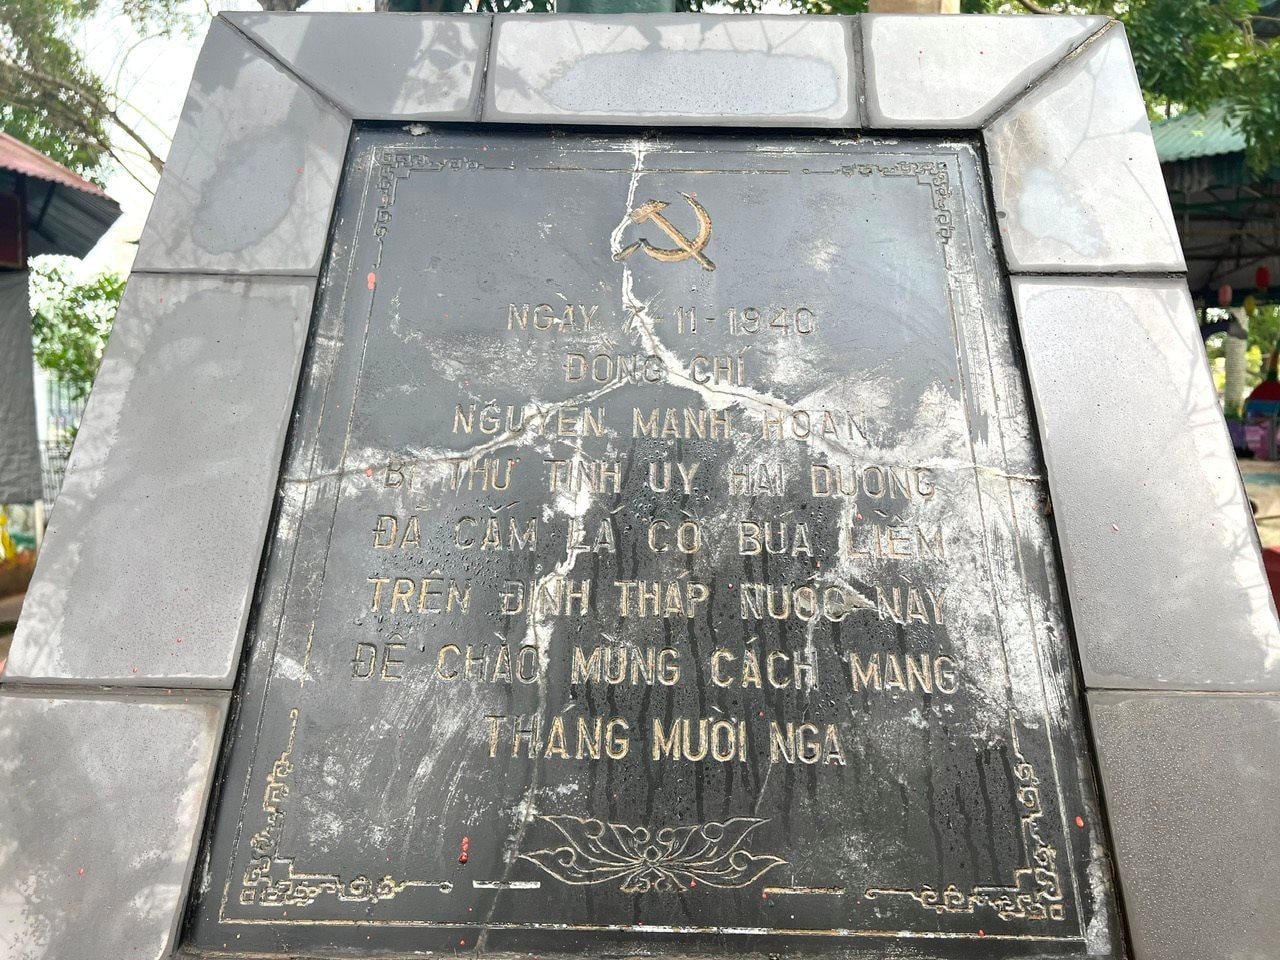 NGÀY 7-11-1940
ĐỒNG CHÍ
NGUYỄN MẠNH HOAN
BÍ THƯ TỈNH ỦY HẢI DƯƠNG
ĐÃ CẮM LÁ CỜ BÚA LIỀM
TRÊN ĐỈNH THÁP NƯỚC NÀY
ĐỂ CHÀO MỪNG CÁCH MẠNG
THÁNG MƯỜI NGA